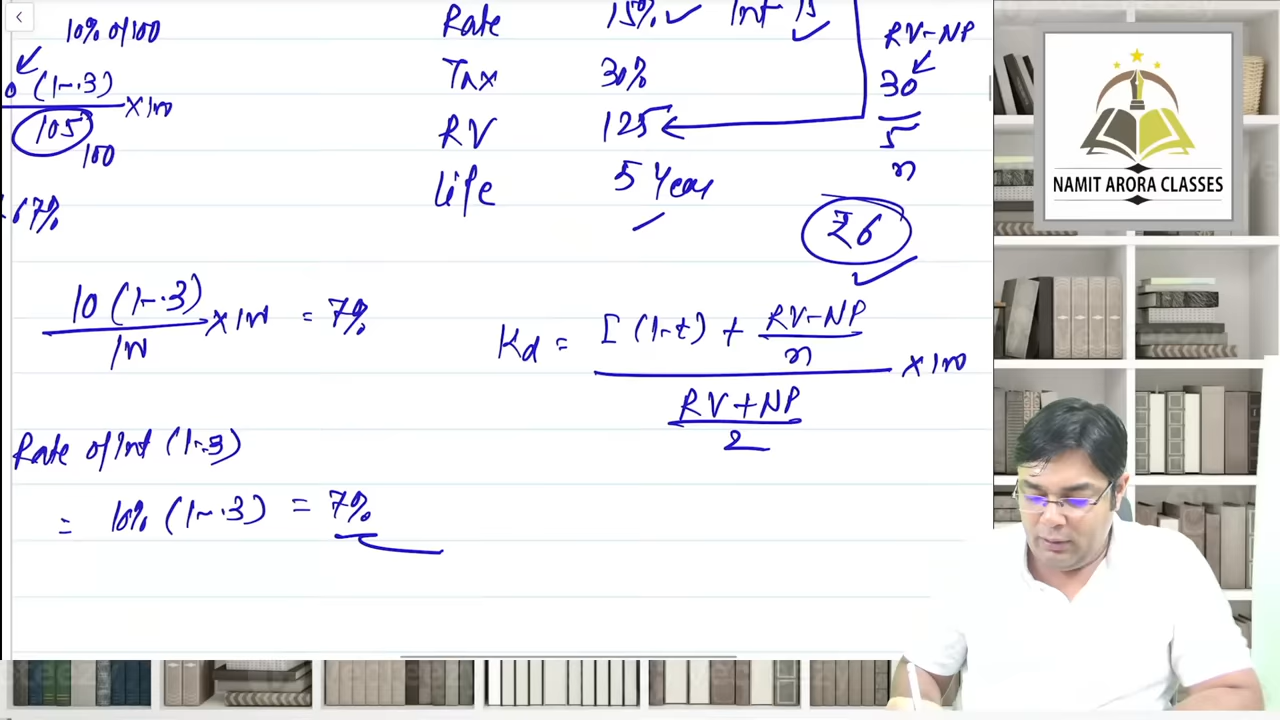 10% of 100
0 (1-.3)
105 × 100
100
.67%
10 (1-.3) × 100 = 7%
100
Rate of Int (1-.3)
= 10% (1-.3) = 7%
Rate 15% Int 15
Tax 30%
RV 125
Life 5 Year
RV-NP
30
5
n
₹6
Kd = I (1-t) + RV-NP
n
× 100
RV+NP
2
NAMIT ARORA CLASSES